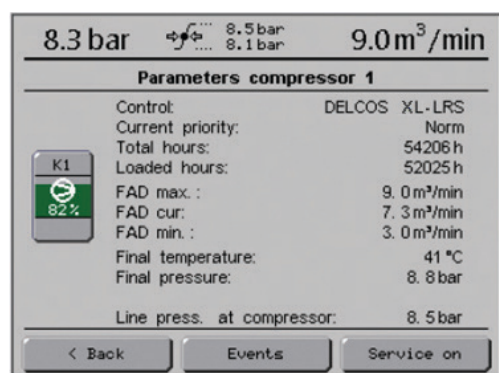 8.3 bar 8.5 bar 9.0 m³/min
8.1 bar
Parameters compressor 1
Control: DELCOS XL-LRS
Current priority: Norm
Total hours: 54206 h
Loaded hours: 52025 h
K1
82%
FAD max. : 9. 0 m³/min
FAD cur: 7. 3 m³/min
FAD min. : 3. 0 m³/min
Final temperature: 41 °C
Final pressure: 8. 8 bar
Line press. at compressor: 8. 5 bar
< Back Events Service on